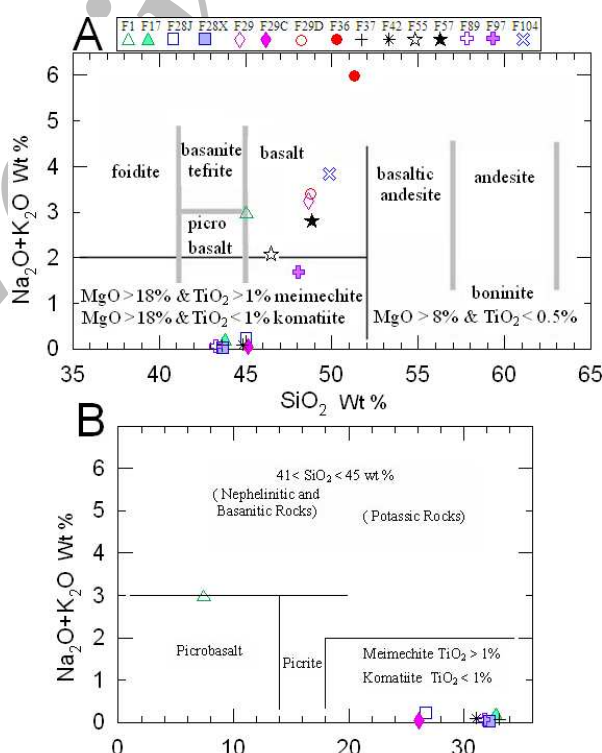 A
F1 F17 F28J F28X F29 F29C F29D F36 F37 F42 F55 F57 F89 F97 F104
Na₂O+K₂O Wt %
6
5
4
3
2
1
0
foidite
basanite
tefrite
basalt
picro
basalt
basaltic
andesite
andesite
boninite
MgO > 18% & TiO₂ > 1% meimechite
MgO > 18% & TiO₂ < 1% komatiite
MgO > 8% & TiO₂ < 0.5%
35 40 45 50 55 60 65
SiO₂ Wt %
B
Na₂O+K₂O Wt %
6
5
4
3
2
1
0
41< SiO₂ < 45 wt %
( Nephelinitic and
Basanitic Rocks)
( Potassic Rocks)
Picrobasalt
Picrite
Meimechite TiO₂ > 1%
Komatiite TiO₂ < 1%
0 10 20 30